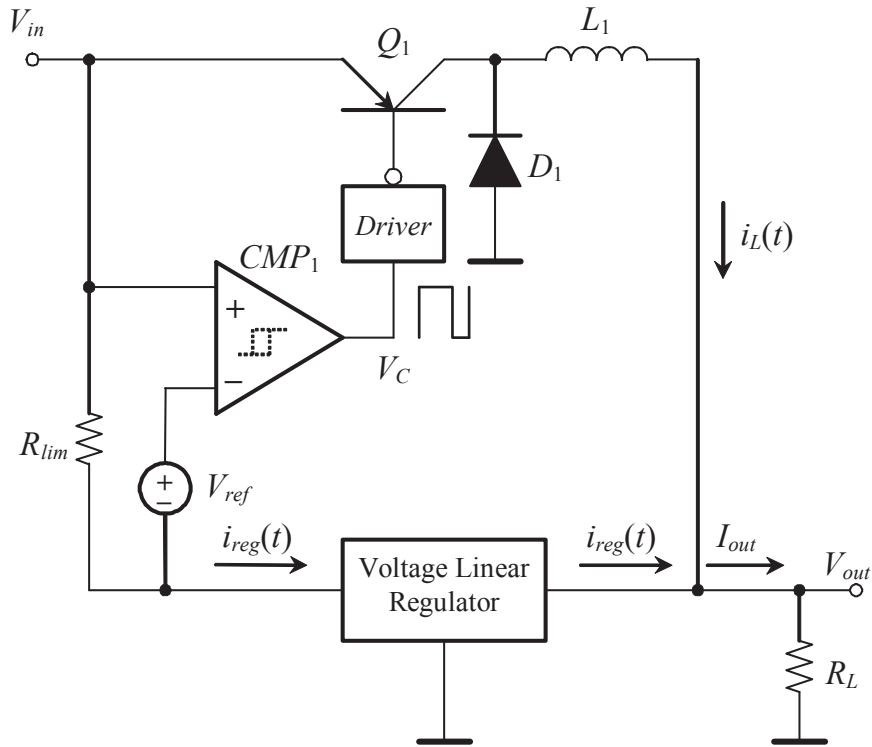 V_in
Q_1
L_1
D_1
Driver
i_L(t)
CMP_1
+
−
V_C
R_lim
+
−
V_ref
i_reg(t)
Voltage Linear
Regulator
i_reg(t)
I_out
V_out
R_L